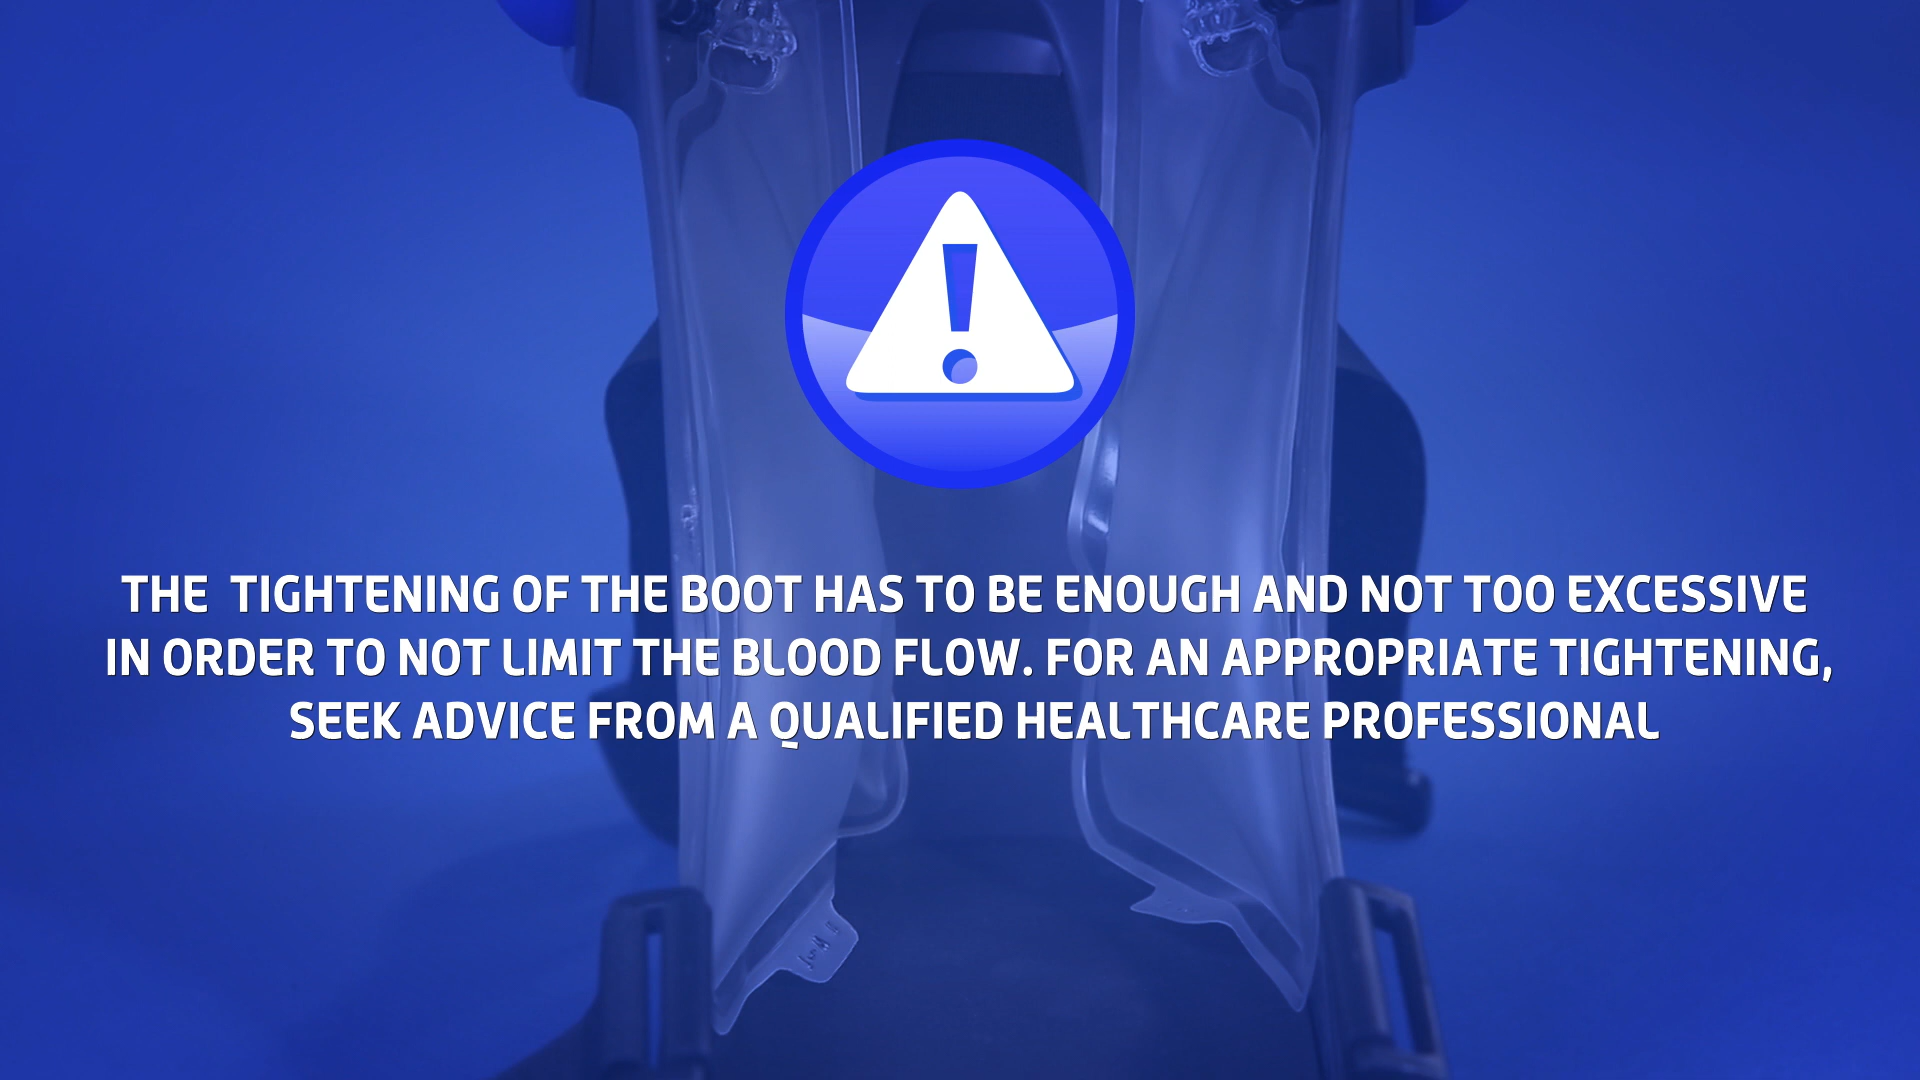 THE TIGHTENING OF THE BOOT HAS TO BE ENOUGH AND NOT TOO EXCESSIVE
IN ORDER TO NOT LIMIT THE BLOOD FLOW. FOR AN APPROPRIATE TIGHTENING,
SEEK ADVICE FROM A QUALIFIED HEALTHCARE PROFESSIONAL